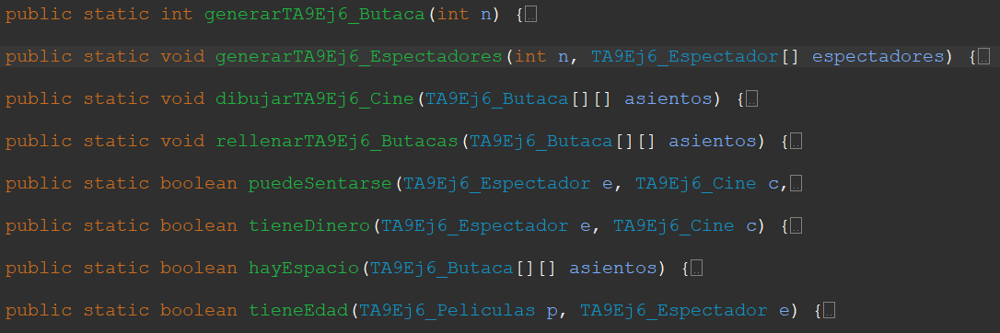 public static int generarTA9Ej6_Butaca(int n) {
public static void generarTA9Ej6_Espectadores(int n, TA9Ej6_Espectador[] espectadores) {
public static void dibujarTA9Ej6_Cine(TA9Ej6_Butaca[][] asientos) {
public static void rellenarTA9Ej6_Butacas(TA9Ej6_Butaca[][] asientos) {
public static boolean puedeSentarse(TA9Ej6_Espectador e, TA9Ej6_Cine c,
public static boolean tieneDinero(TA9Ej6_Espectador e, TA9Ej6_Cine c) {
public static boolean hayEspacio(TA9Ej6_Butaca[][] asientos) {
public static boolean tieneEdad(TA9Ej6_Peliculas p, TA9Ej6_Espectador e) {